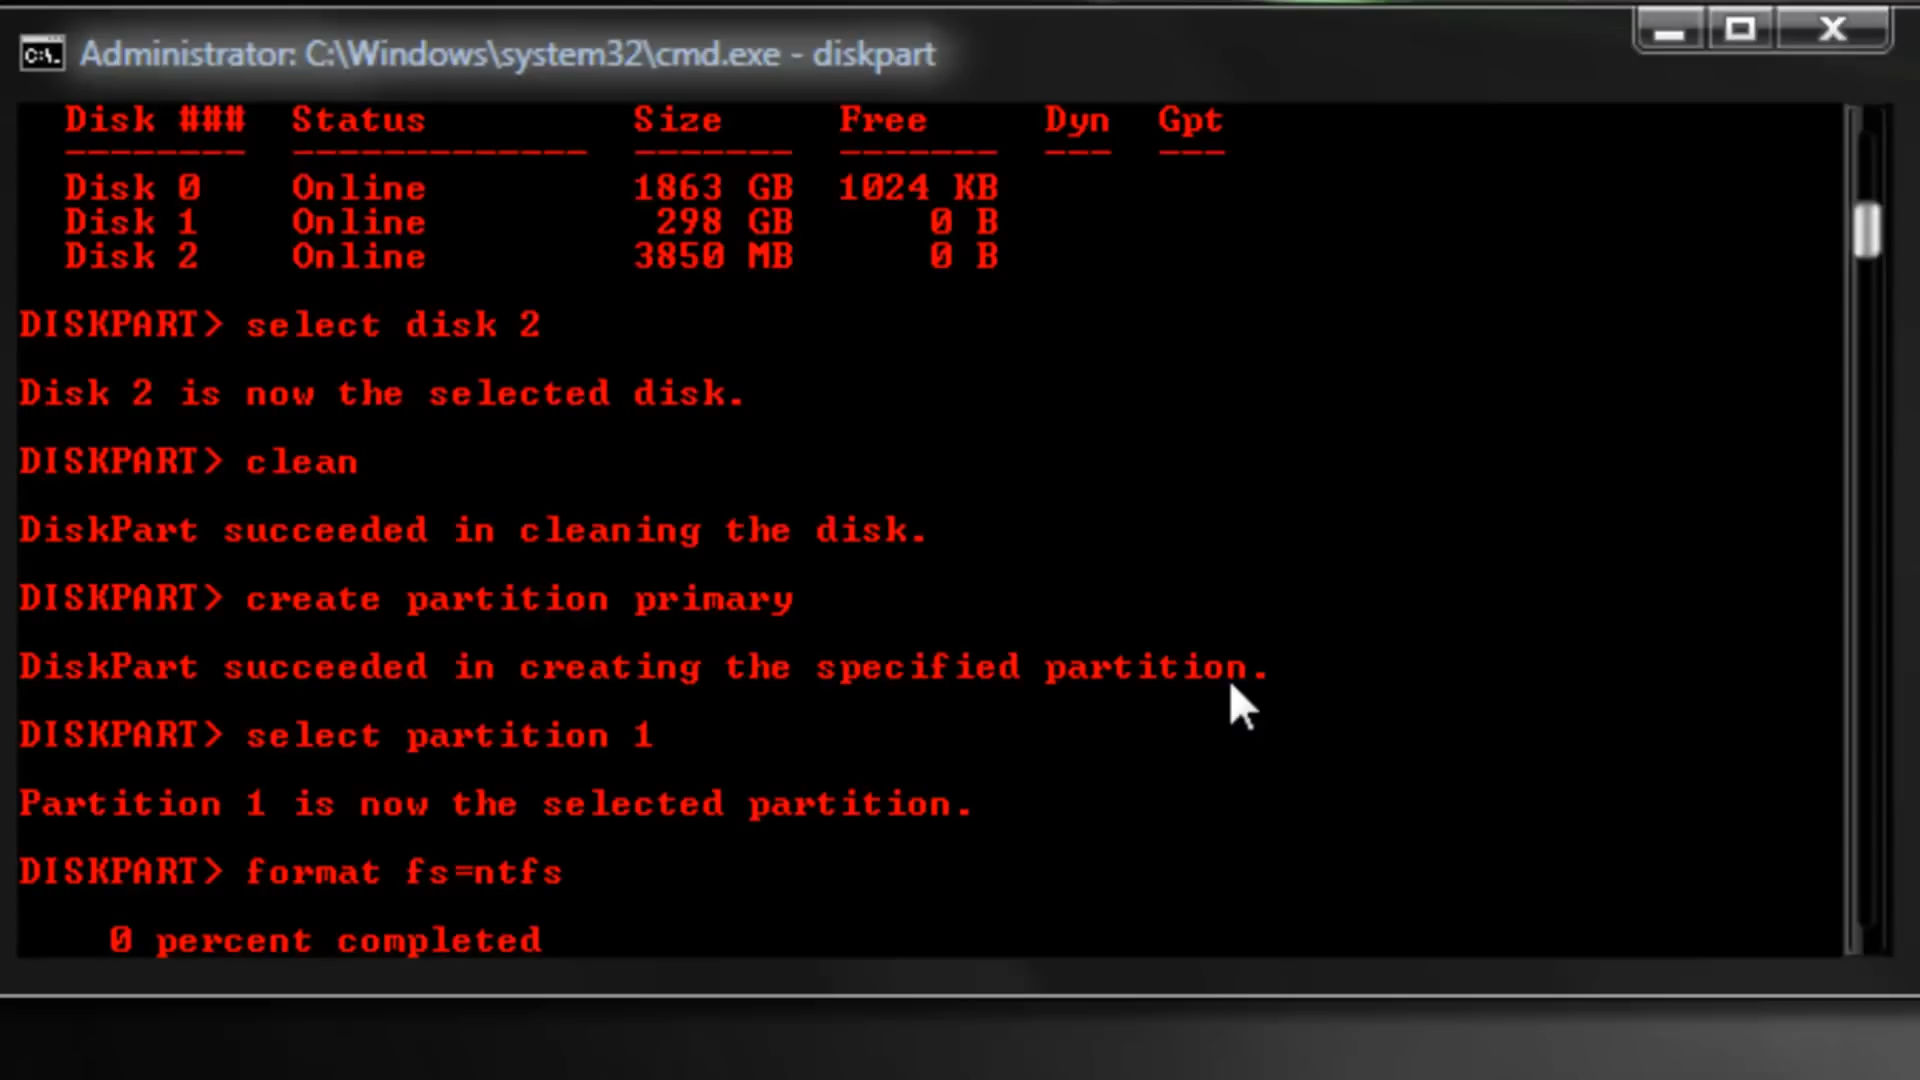 C:\. Administrator: C:\Windows\system32\cmd.exe - diskpart
Disk ### Status Size Free Dyn Gpt
-------- ------------- ------- ------- --- ---
Disk 0 Online 1863 GB 1024 KB
Disk 1 Online 298 GB 0 B
Disk 2 Online 3850 MB 0 B
DISKPART> select disk 2
Disk 2 is now the selected disk.
DISKPART> clean
DiskPart succeeded in cleaning the disk.
DISKPART> create partition primary
DiskPart succeeded in creating the specified partition.
DISKPART> select partition 1
Partition 1 is now the selected partition.
DISKPART> format fs=ntfs
0 percent completed